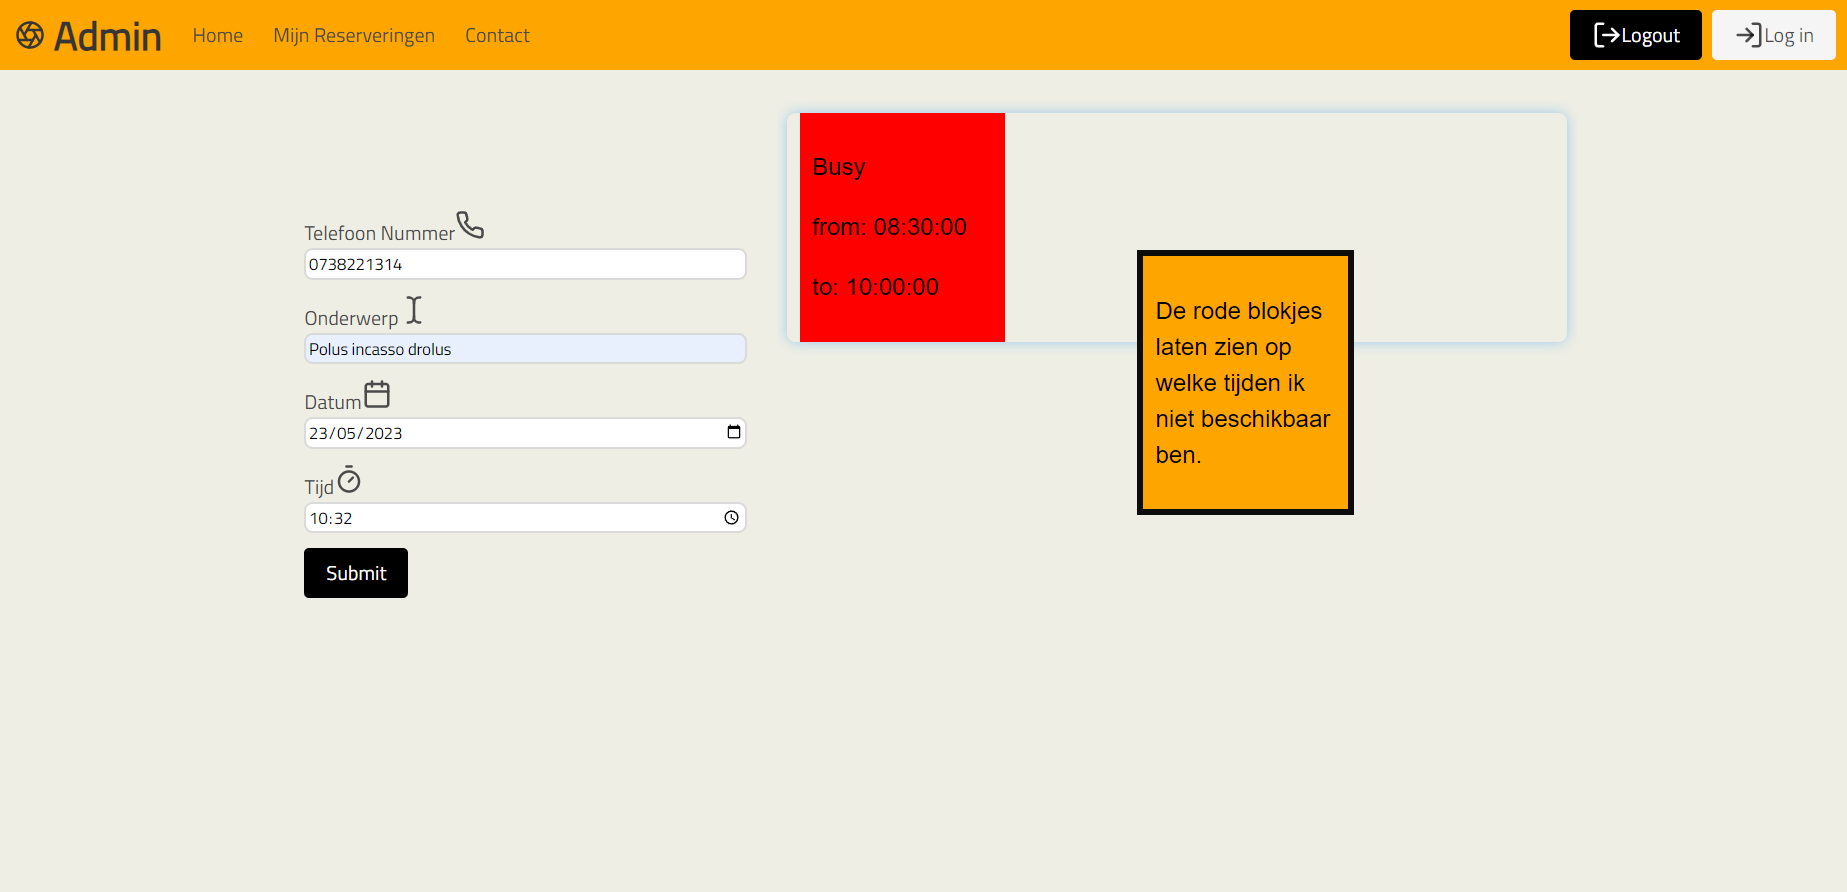 Admin
Home
Mijn Reserveringen
Contact
Logout
Log in
Telefoon Nummer
0738221314
Onderwerp
Polus incasso drolus
Datum
23/05/2023
Tijd
10:32
Submit
Busy
from: 08:30:00
to: 10:00:00
De rode blokjes
laten zien op
welke tijden ik
niet beschikbaar
ben.